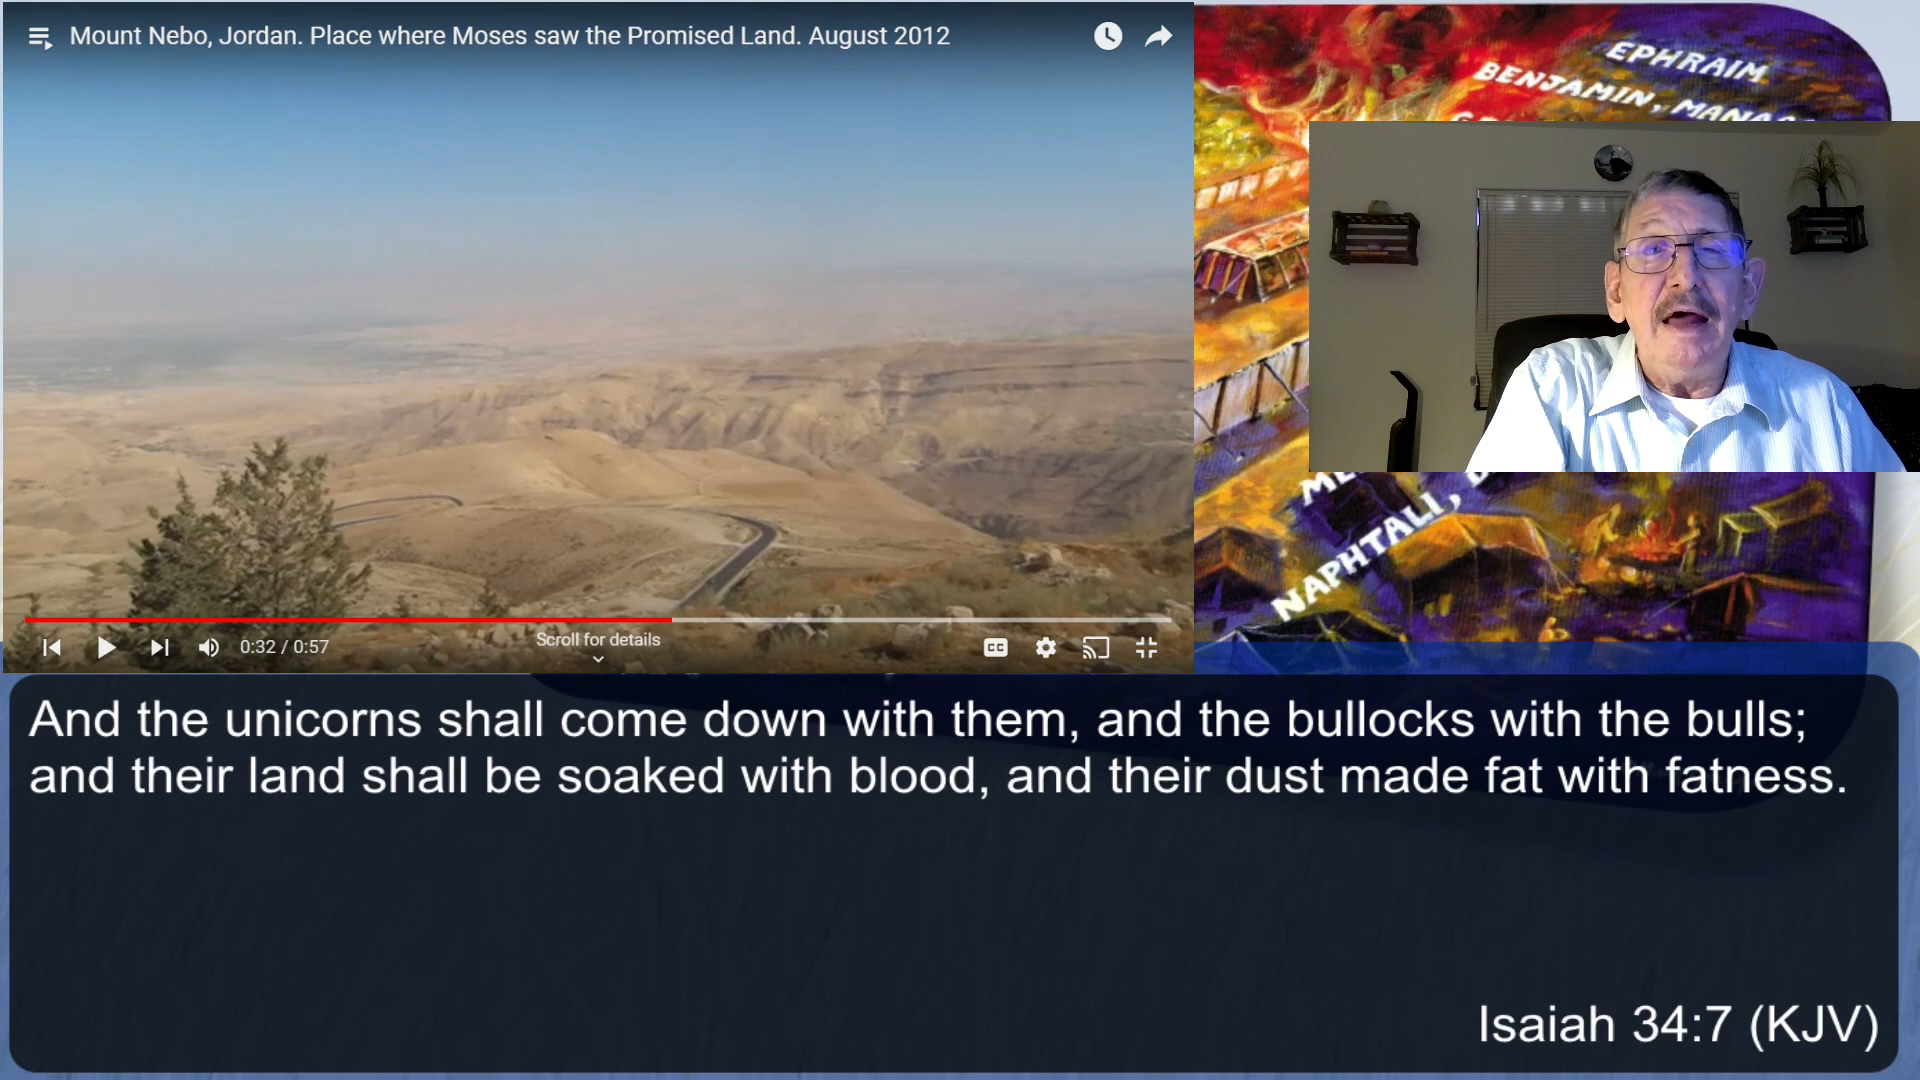 Mount Nebo, Jordan. Place where Moses saw the Promised Land. August 2012
EPHRAIM
BENJAMIN,
NAPHTALI,
0:32 / 0:57
Scroll for details
CC
And the unicorns shall come down with them, and the bullocks with the bulls;
and their land shall be soaked with blood, and their dust made fat with fatness.
Isaiah 34:7 (KJV)